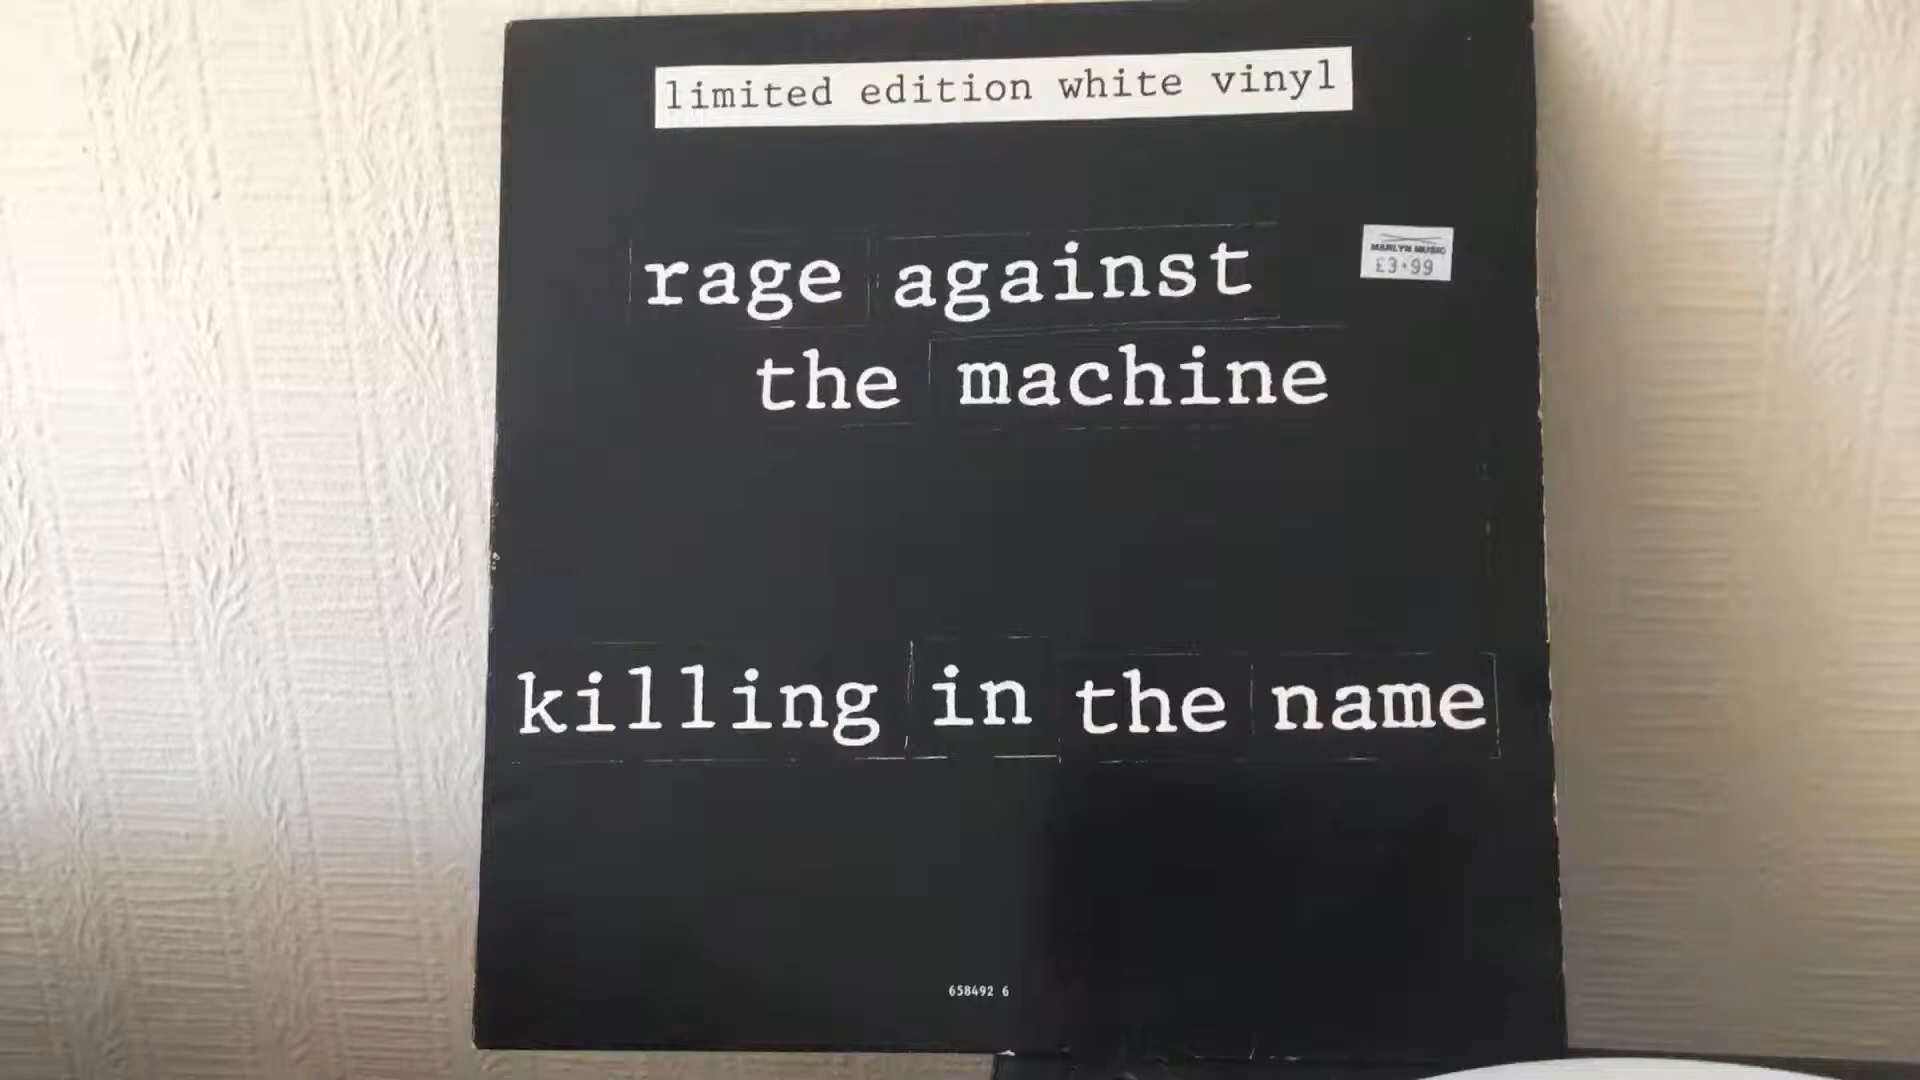 limited edition white vinyl
rage against
MARLYN MUSIC
£3·99
the machine
killing in the name
658492 6